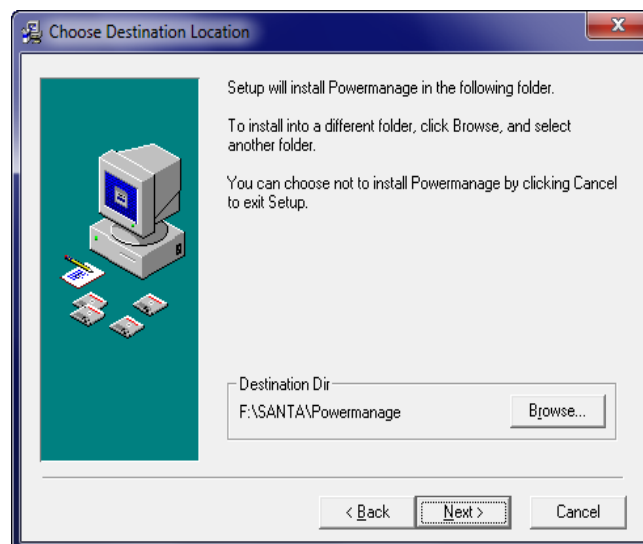 Choose Destination Location
Setup will install Powermanage in the following folder.
To install into a different folder, click Browse, and select
another folder.
You can choose not to install Powermanage by clicking Cancel
to exit Setup.
Destination Dir
F:\SANTA\Powermanage
Browse...
< Back
Next >
Cancel